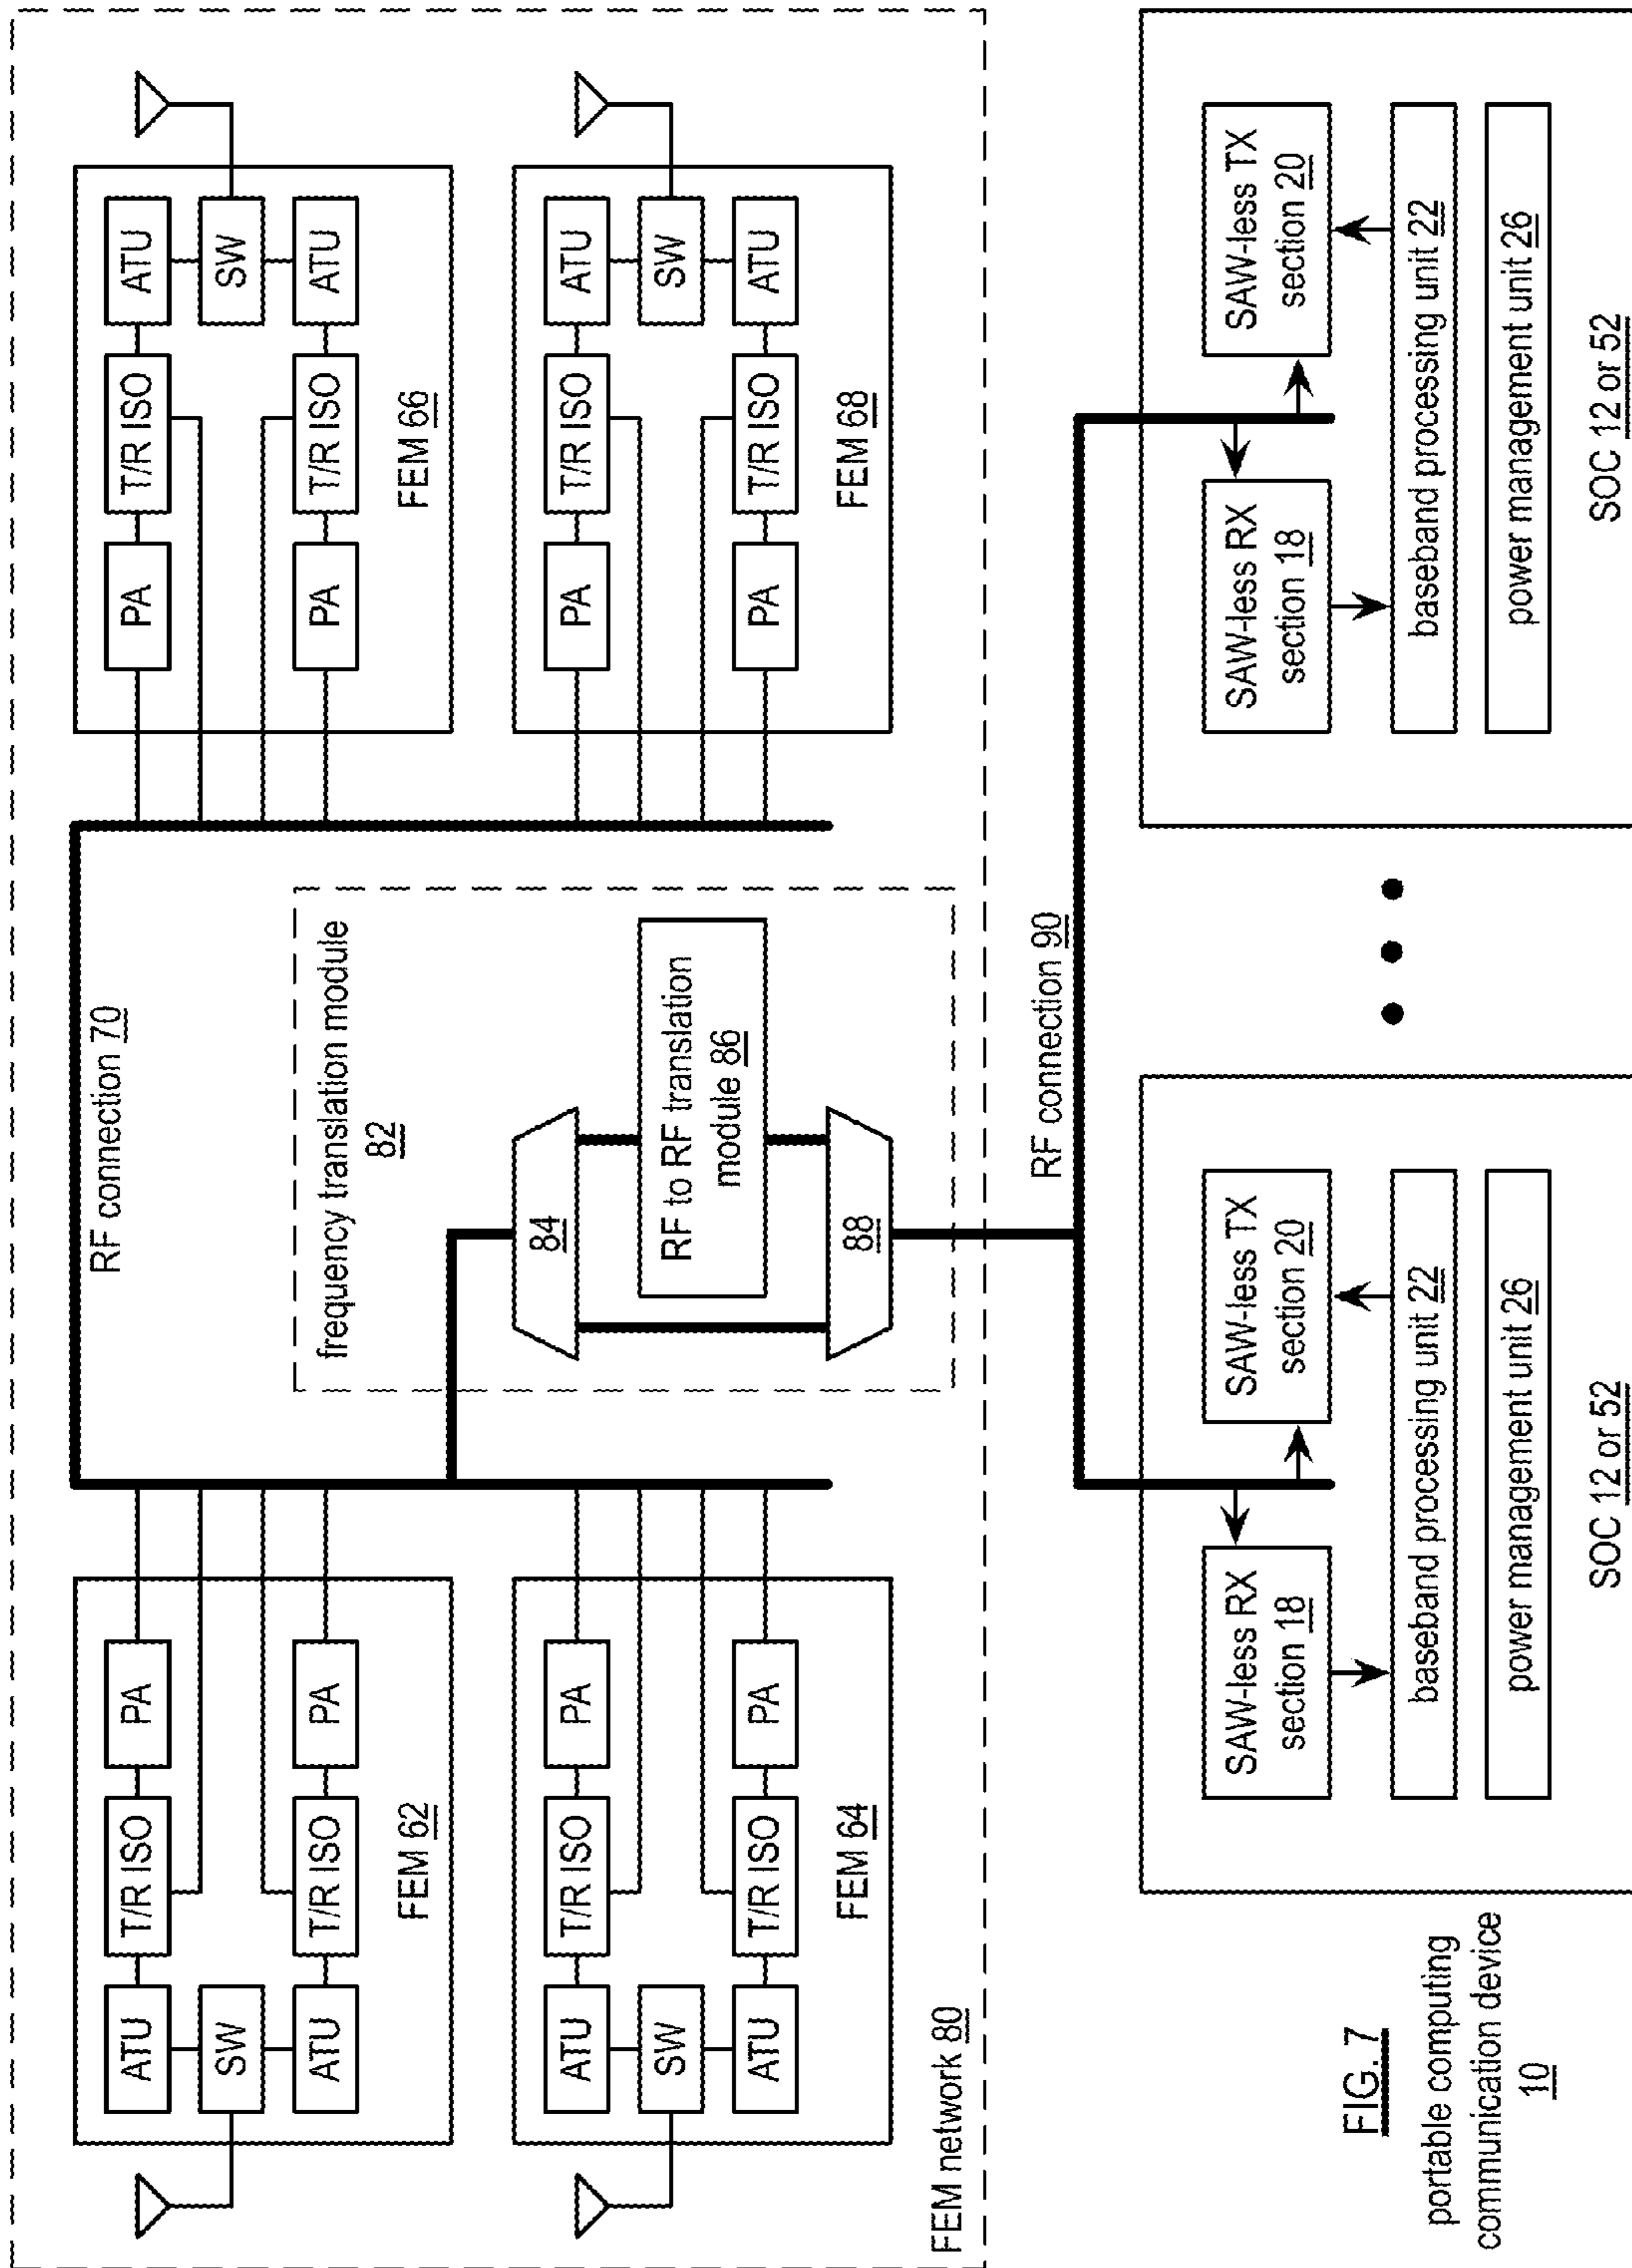 FEM network 80
ATU
T/R ISO
PA
SW
ATU
T/R ISO
PA
FEM 62
ATU
T/R ISO
PA
SW
ATU
T/R ISO
PA
FEM 64
RF connection 70
frequency translation module
82
84
RF to RF translation
module 86
88
PA
T/R ISO
ATU
SW
PA
T/R ISO
ATU
FEM 66
PA
T/R ISO
ATU
SW
PA
T/R ISO
ATU
FEM 68
RF connection 90
SAW-less RX
section 18
SAW-less TX
section 20
baseband processing unit 22
power management unit 26
SOC 12 or 52
SAW-less RX
section 18
SAW-less TX
section 20
baseband processing unit 22
power management unit 26
SOC 12 or 52
FIG. 7
portable computing
communication device
10